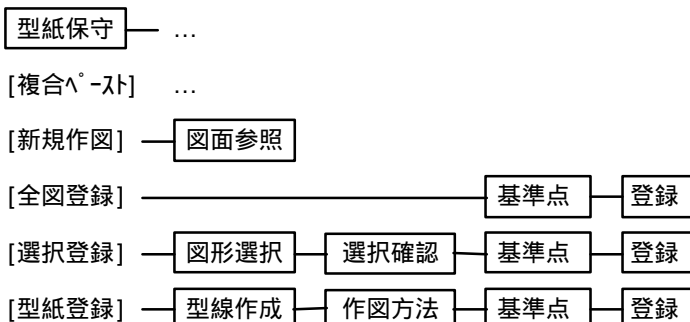 型紙保守 …
[複合ﾍﾟｰｽﾄ] …
[新規作図] 図面参照
[全図登録] 基準点 登録
[選択登録] 図形選択 選択確認 基準点 登録
[型紙登録] 型線作成 作図方法 基準点 登録